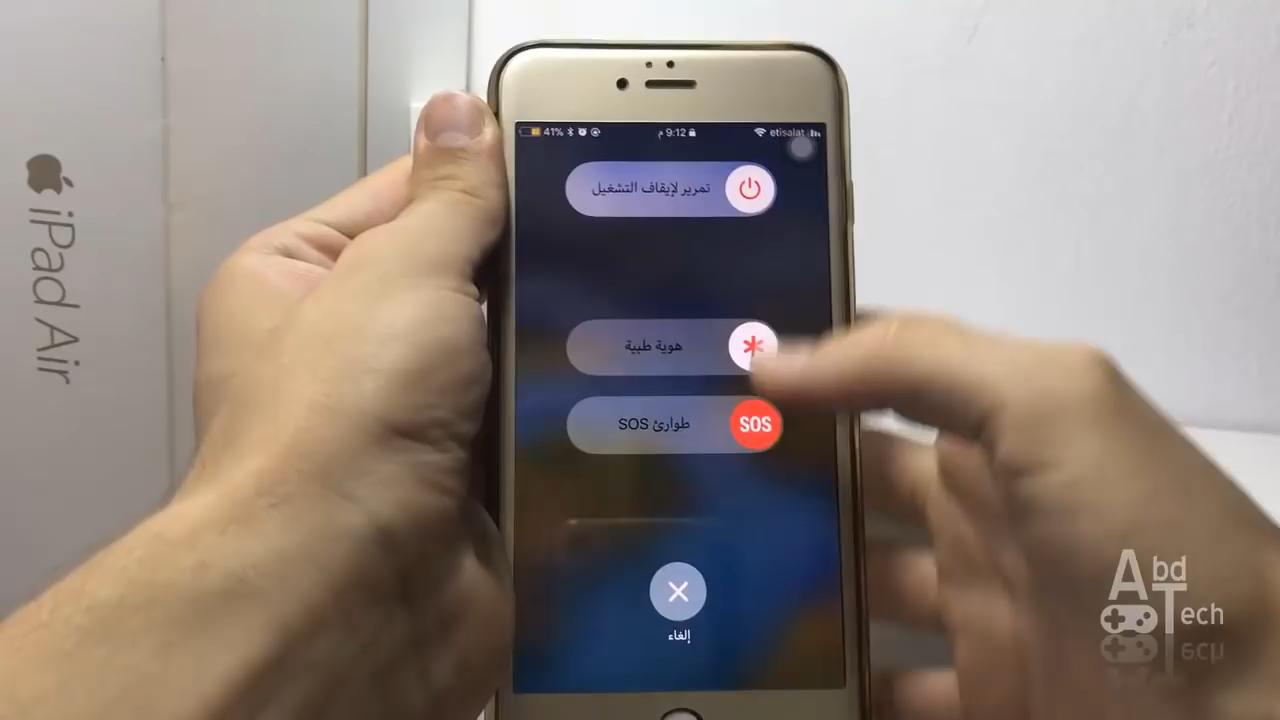 iPad Air
41%
9:12 م
etisalat
تمرير لإيقاف التشغيل
هوية طبية
طوارئ SOS
SOS
إلغاء
Abd
Tech